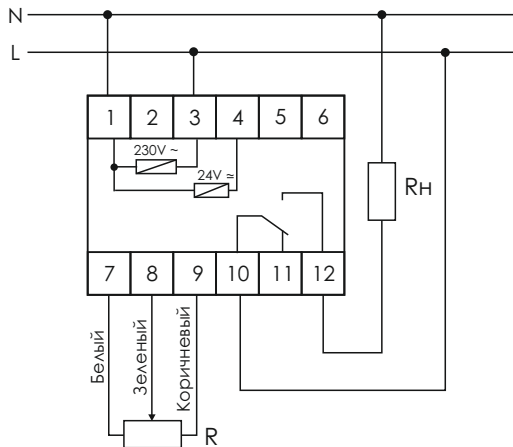 N
L
1 2 3 4 5 6
230V ~
24V ≃
Rн
7 8 9 10 11 12
Белый
Зеленый
Коричневый
R